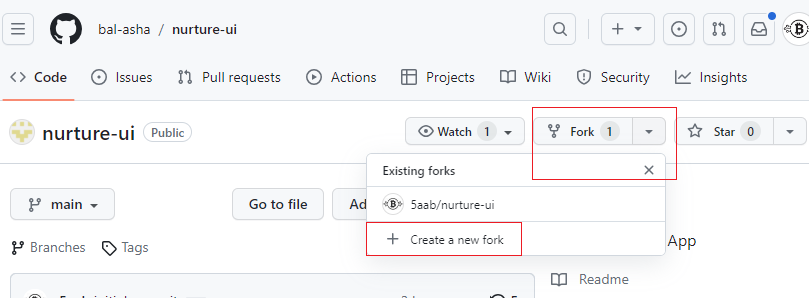 bal-asha / nurture-ui
Code Issues Pull requests Actions Projects Wiki Security Insights
nurture-ui Public Watch 1 Fork 1 Star 0
Existing forks
main Go to file 5aab/nurture-ui
Create a new fork App
Branches Tags
Readme